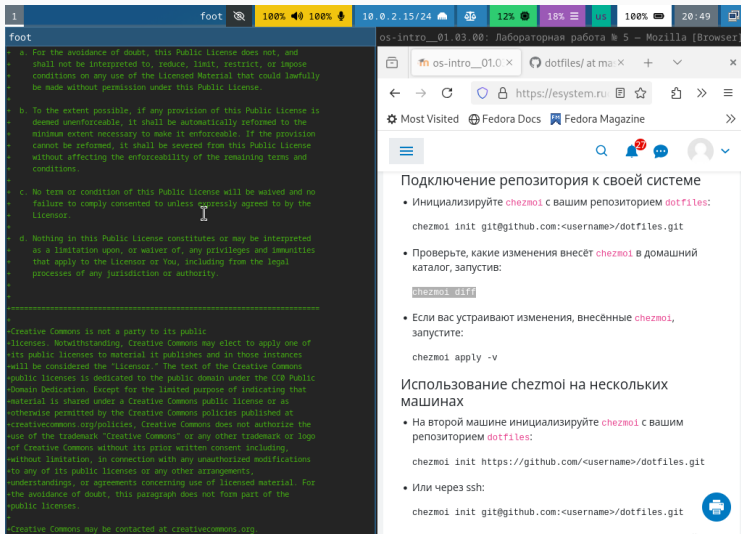 1
foot
100%
100%
10.0.2.15/24
12%
18%
us
100%
20:49
foot
+  a. For the avoidance of doubt, this Public License does not, and
+     shall not be interpreted to, reduce, limit, restrict, or impose
+     conditions on any use of the Licensed Material that could lawfully
+     be made without permission under this Public License.
+
+  b. To the extent possible, if any provision of this Public License is
+     deemed unenforceable, it shall be automatically reformed to the
+     minimum extent necessary to make it enforceable. If the provision
+     cannot be reformed, it shall be severed from this Public License
+     without affecting the enforceability of the remaining terms and
+     conditions.
+
+  c. No term or condition of this Public License will be waived and no
+     failure to comply consented to unless expressly agreed to by the
+     Licensor.
+
+  d. Nothing in this Public License constitutes or may be interpreted
+     as a limitation upon, or waiver of, any privileges and immunities
+     that apply to the Licensor or You, including from the legal
+     processes of any jurisdiction or authority.
+
+
+=======================================================================
+
+Creative Commons is not a party to its public
+licenses. Notwithstanding, Creative Commons may elect to apply one of
+its public licenses to material it publishes and in those instances
+will be considered the "Licensor." The text of the Creative Commons
+public licenses is dedicated to the public domain under the CC0 Public
+Domain Dedication. Except for the limited purpose of indicating that
+material is shared under a Creative Commons public license or as
+otherwise permitted by the Creative Commons policies published at
+creativecommons.org/policies, Creative Commons does not authorize the
+use of the trademark "Creative Commons" or any other trademark or logo
+of Creative Commons without its prior written consent including,
+without limitation, in connection with any unauthorized modifications
+to any of its public licenses or any other arrangements,
+understandings, or agreements concerning use of licensed material. For
+the avoidance of doubt, this paragraph does not form part of the
+public licenses.
+
+Creative Commons may be contacted at creativecommons.org.
os-intro__01.03.00: Лабораторная работа № 5 — Mozilla [Browser]
os-intro__01.0
dotfiles/ at ma
https://esystem.ru
Most Visited
Fedora Docs
Fedora Magazine
27
Подключение репозитория к своей системе
• Инициализируйте chezmoi с вашим репозиторием dotfiles:
chezmoi init git@github.com:<username>/dotfiles.git
• Проверьте, какие изменения внесёт chezmoi в домашний
каталог, запустив:
chezmoi diff
• Если вас устраивают изменения, внесённые chezmoi,
запустите:
chezmoi apply -v
Использование chezmoi на нескольких
машинах
• На второй машине инициализируйте chezmoi с вашим
репозиторием dotfiles:
chezmoi init https://github.com/<username>/dotfiles.git
• Или через ssh:
chezmoi init git@github.com:<username>/dotfiles.git